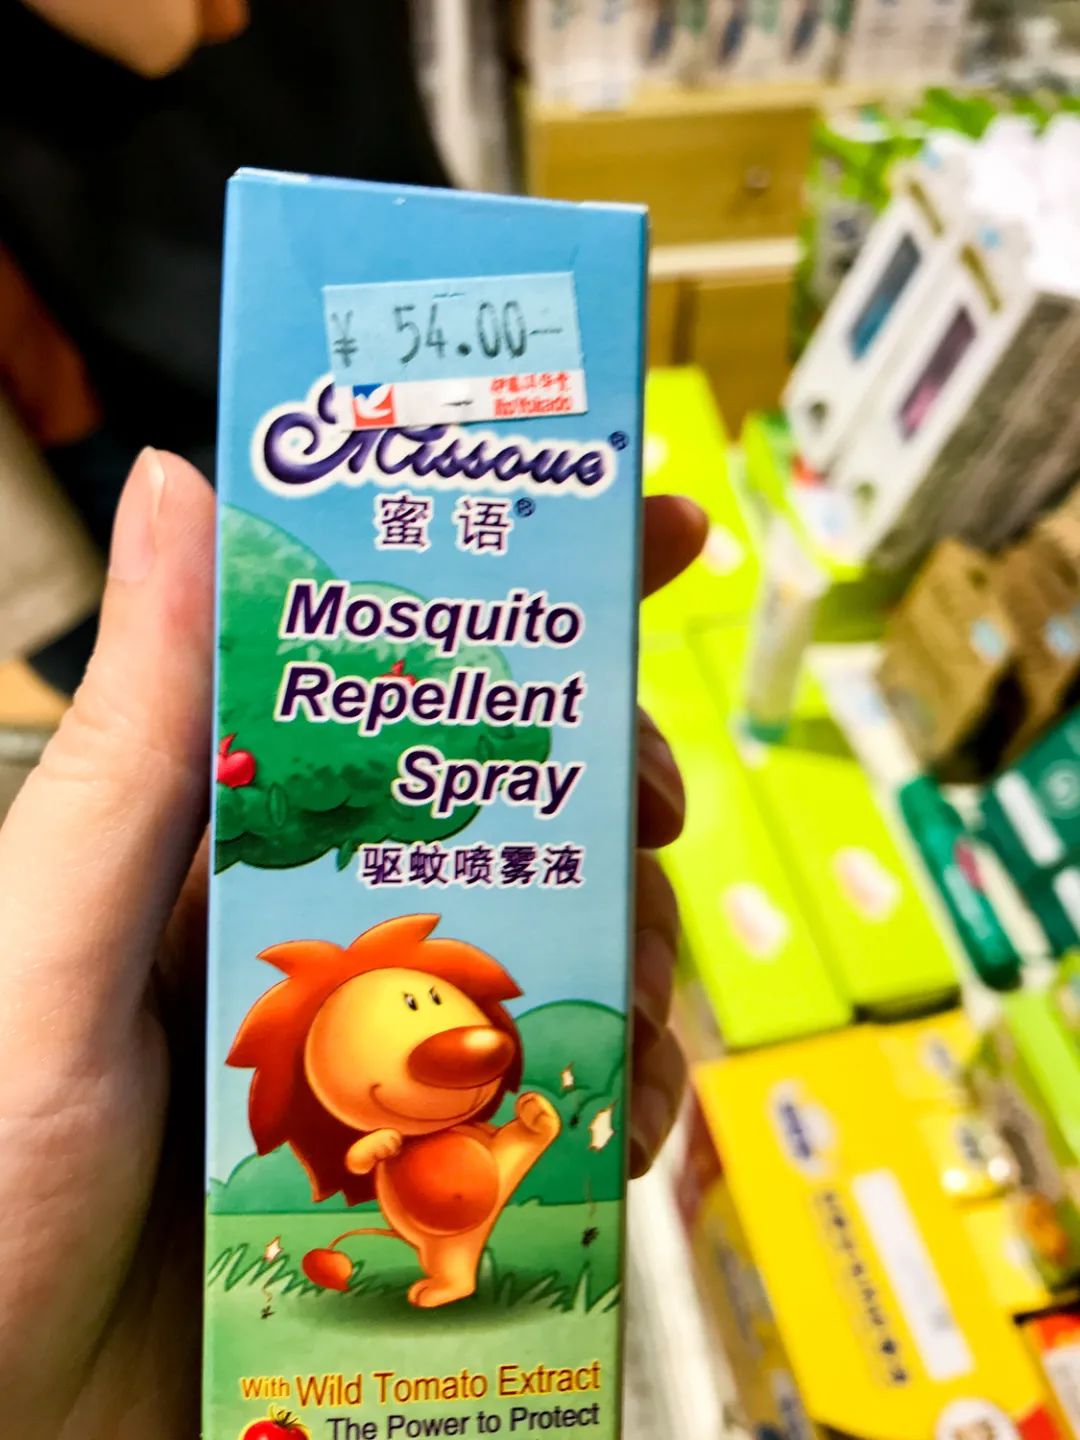 ¥ 54.00
Missoue®
蜜语®
Mosquito
Repellent
Spray
驱蚊喷雾液
With Wild Tomato Extract
The Power to Protect